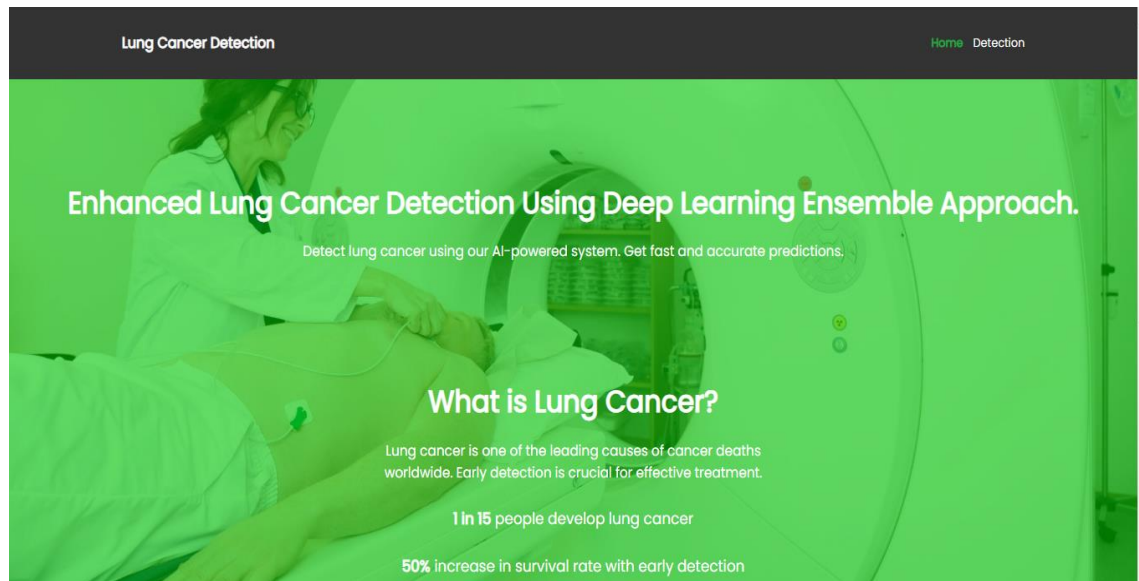 Lung Cancer Detection
Home Detection
Enhanced Lung Cancer Detection Using Deep Learning Ensemble Approach.
Detect lung cancer using our AI-powered system. Get fast and accurate predictions.
What is Lung Cancer?
Lung cancer is one of the leading causes of cancer deaths
worldwide. Early detection is crucial for effective treatment.
1 in 15 people develop lung cancer
50% increase in survival rate with early detection